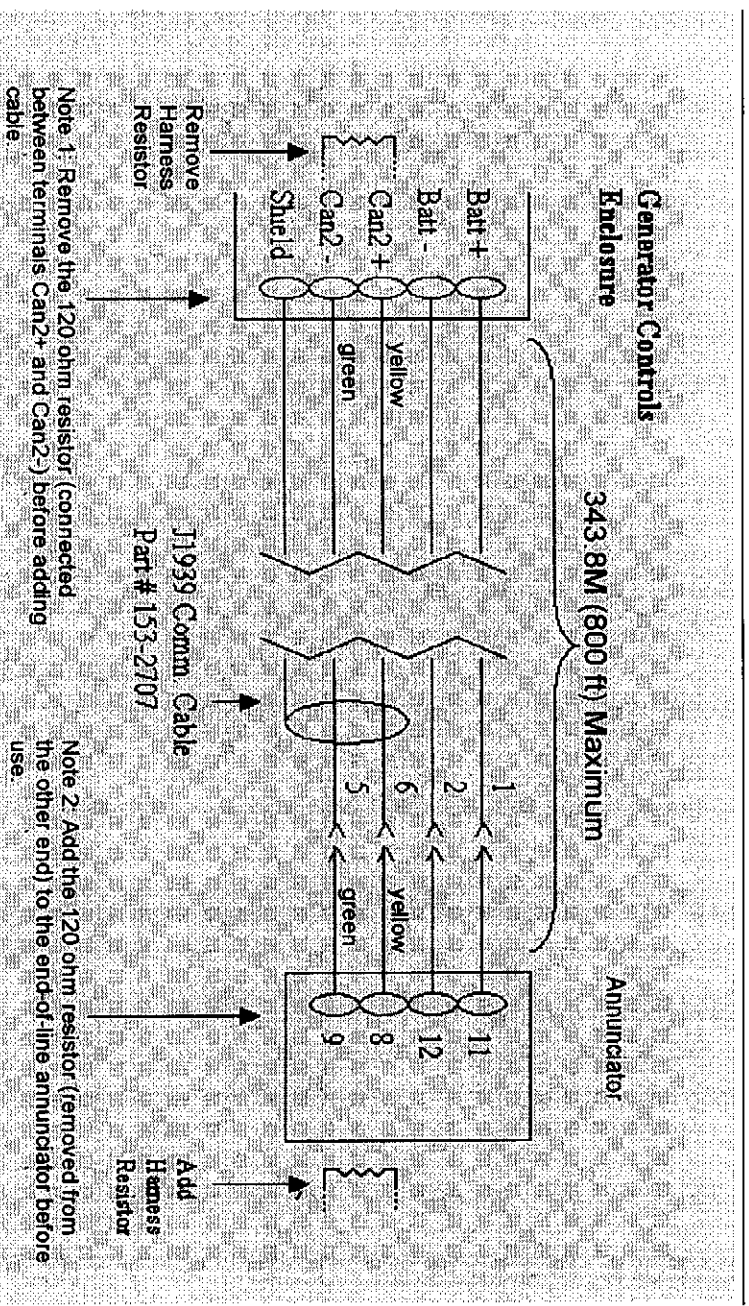 Generator Controls
Enclosure
343.8M (800 ft) Maximum
Annunciator
Batt +
Batt -
Can2 +
Can2 -
Shield
yellow
green
1
2
6
5
yellow
green
11
12
8
9
Remove
Harness
Resistor
J1939 Comm Cable
Part # 153-2707
Add
Harness
Resistor
Note 1: Remove the 120 ohm resistor (connected
between terminals Can2+ and Can2-) before adding
cable.
Note 2: Add the 120 ohm resistor (removed from
the other end) to the end-of-line annunciator before
use.